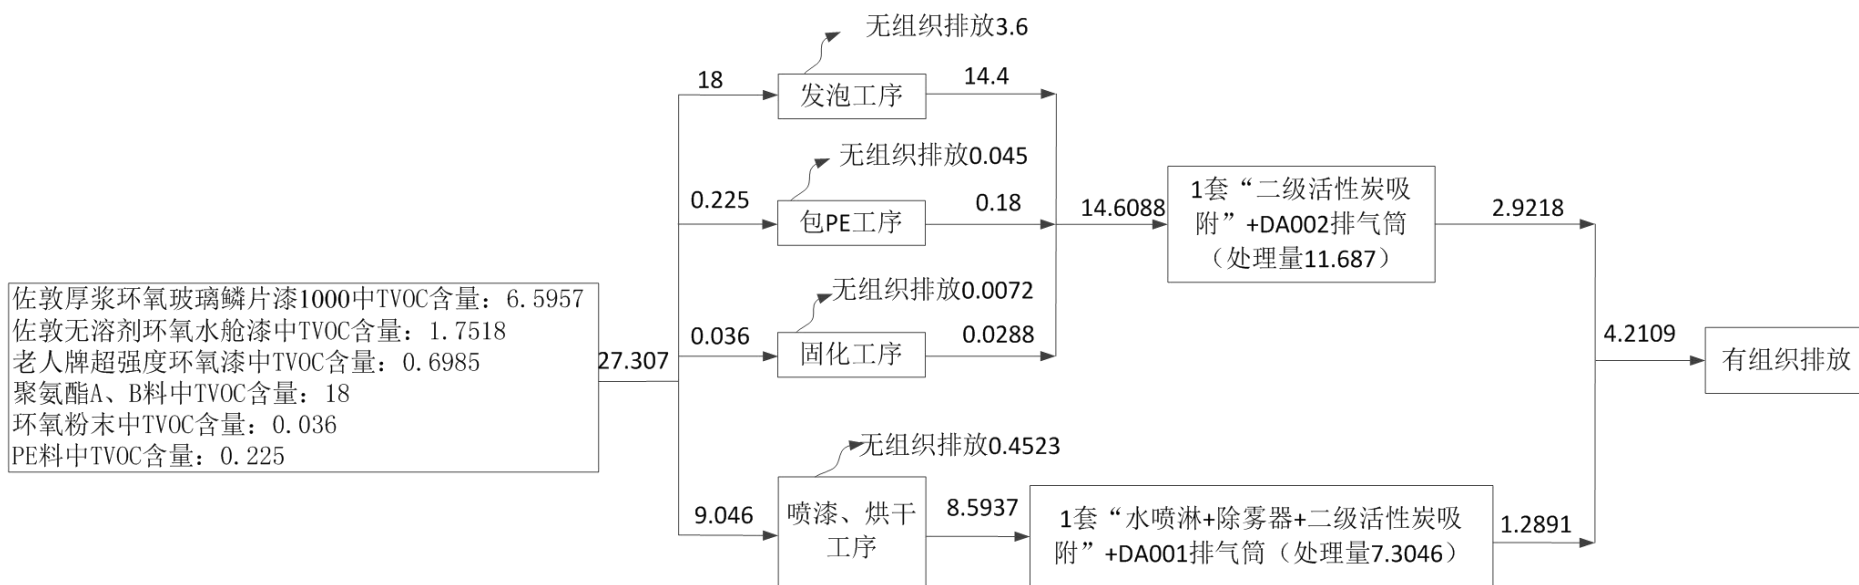 无组织排放3.6
18
发泡工序
14.4
无组织排放0.045
0.225
包PE工序
0.18
14.6088
1套“二级活性炭吸
附”+DA002排气筒
（处理量11.687）
2.9218
佐敦厚浆环氧玻璃鳞片漆1000中TVOC含量：6.5957
佐敦无溶剂环氧水舱漆中TVOC含量：1.7518
老人牌超强度环氧漆中TVOC含量：0.6985
聚氨酯A、B料中TVOC含量：18
环氧粉末中TVOC含量：0.036
PE料中TVOC含量：0.225
27.307
无组织排放0.0072
0.036
固化工序
0.0288
4.2109
有组织排放
无组织排放0.4523
9.046
喷漆、烘干
工序
8.5937
1套“水喷淋+除雾器+二级活性炭吸
附”+DA001排气筒（处理量7.3046）
1.2891